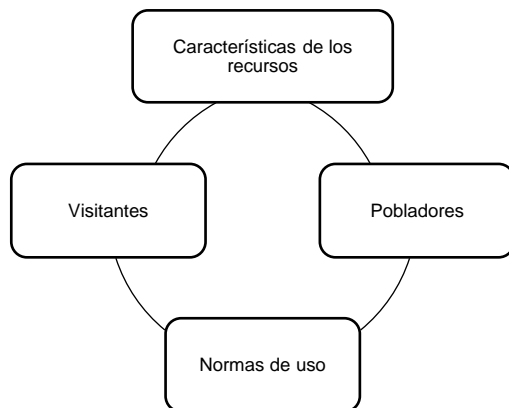 Características de los
recursos
Visitantes
Pobladores
Normas de uso